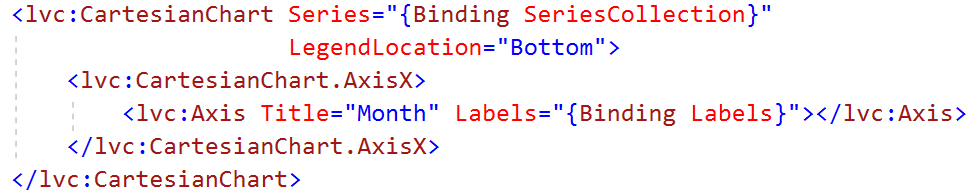 <lvc:CartesianChart Series="{Binding SeriesCollection}"
LegendLocation="Bottom">
<lvc:CartesianChart.AxisX>
<lvc:Axis Title="Month" Labels="{Binding Labels}"></lvc:Axis>
</lvc:CartesianChart.AxisX>
</lvc:CartesianChart>